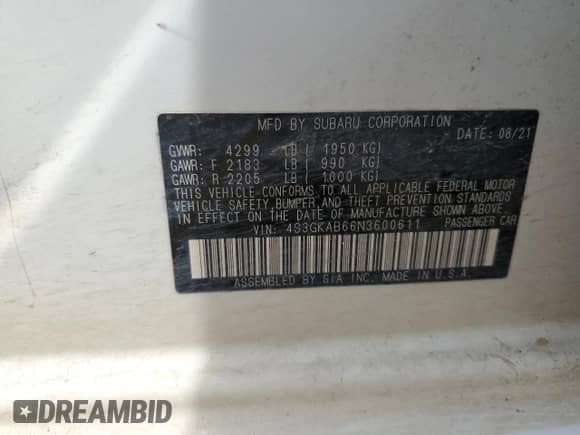 MFD BY SUBARU CORPORATION
DATE: 08/21
GVWR: 4299 LB ( 1950 KG)
GAWR: F 2183 LB ( 990 KG)
GAWR: R 2205 LB ( 1000 KG)
THIS VEHICLE CONFORMS TO ALL APPLICABLE FEDERAL MOTOR
VEHICLE SAFETY, BUMPER, AND THEFT PREVENTION STANDARDS
IN EFFECT ON THE DATE OF MANUFACTURE SHOWN ABOVE.
VIN: 4S3GKAB66N3600611 PASSENGER CAR
ASSEMBLED BY SIA INC. MADE IN U.S.A.
DREAMBID